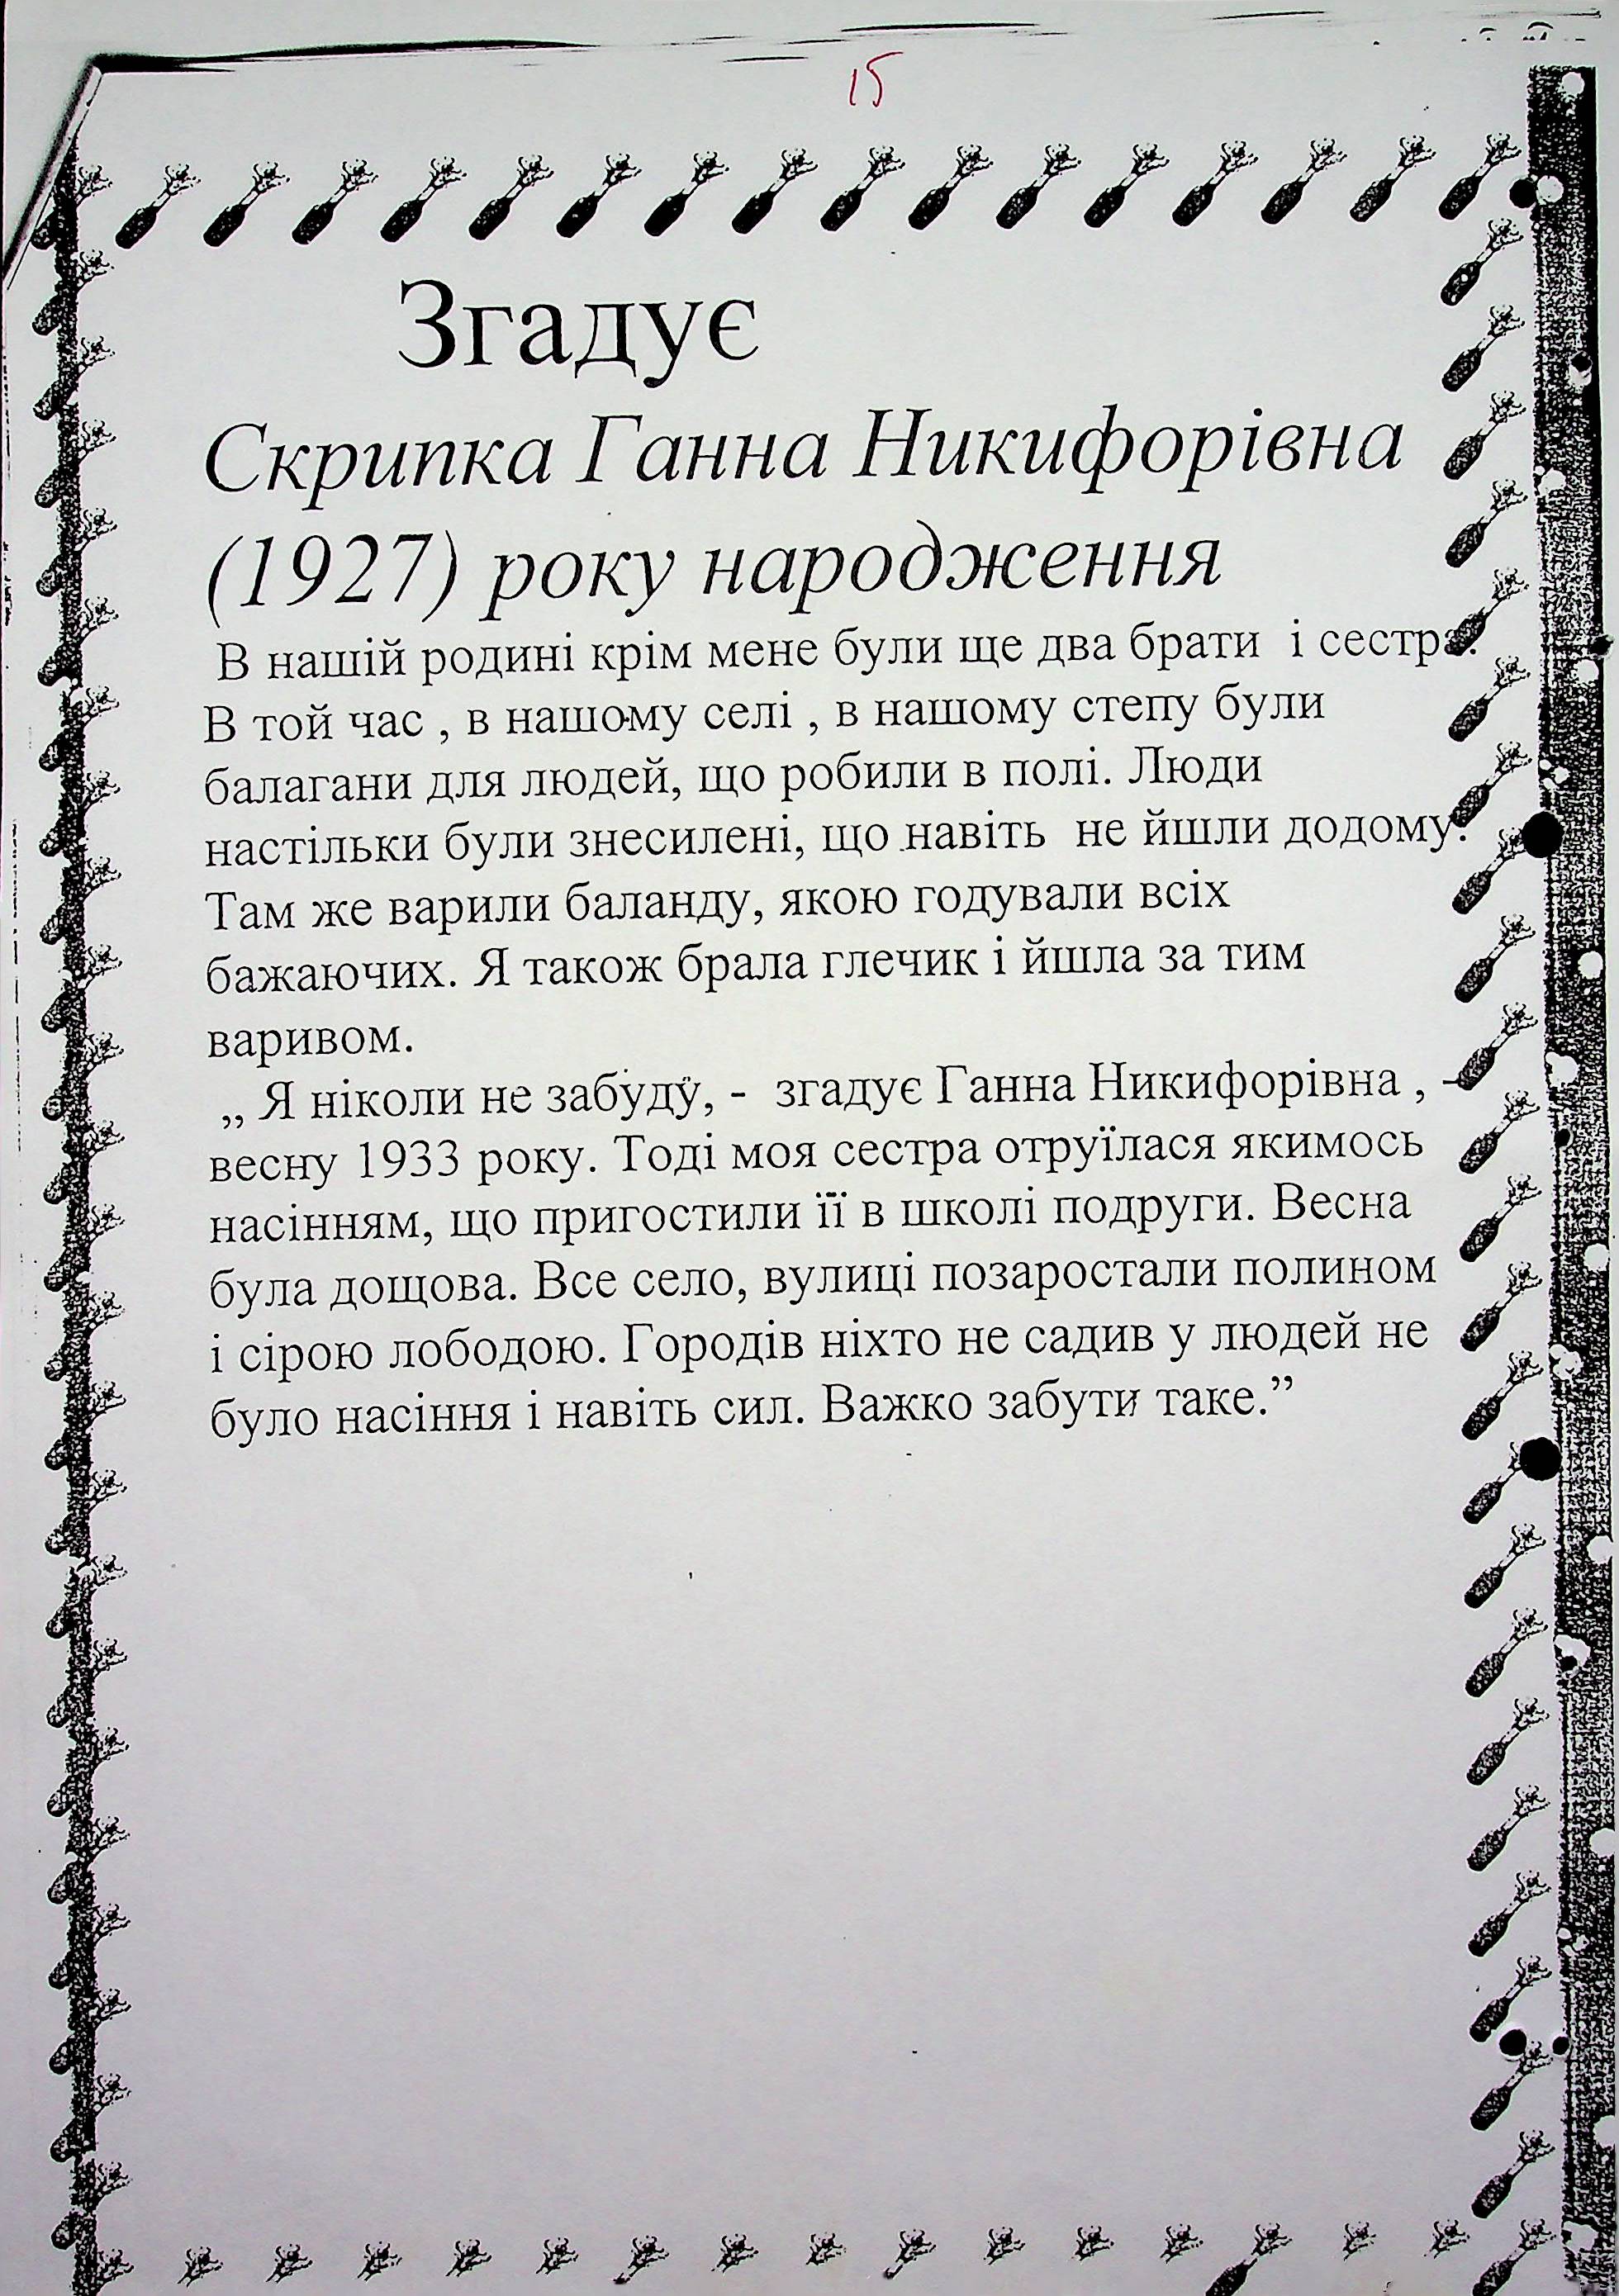 15
Згадує
Скрипка Ганна Никифорівна
(1927) року народження
В нашій родині крім мене були ще два брати і сестра.
В той час , в нашому селі , в нашому степу були
балагани для людей, що робили в полі. Люди
настільки були знесилені, що навіть не йшли додому.
Там же варили баланду, якою годували всіх
бажаючих. Я також брала глечик і йшла за тим
варивом.
„ Я ніколи не забуду, - згадує Ганна Никифорівна , -
весну 1933 року. Тоді моя сестра отруїлася якимось
насінням, що пригостили її в школі подруги. Весна
була дощова. Все село, вулиці позаростали полином
і сірою лободою. Городів ніхто не садив у людей не
було насіння і навіть сил. Важко забути таке.”